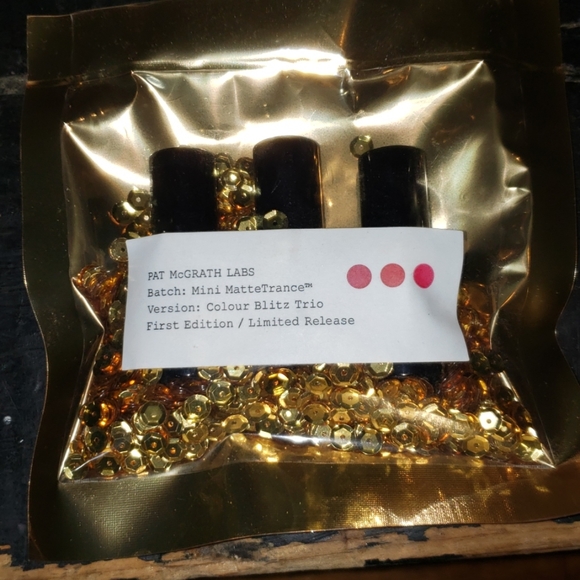 PAT McGRATH LABS
Batch: Mini MatteTrance™
Version: Colour Blitz Trio
First Edition / Limited Release